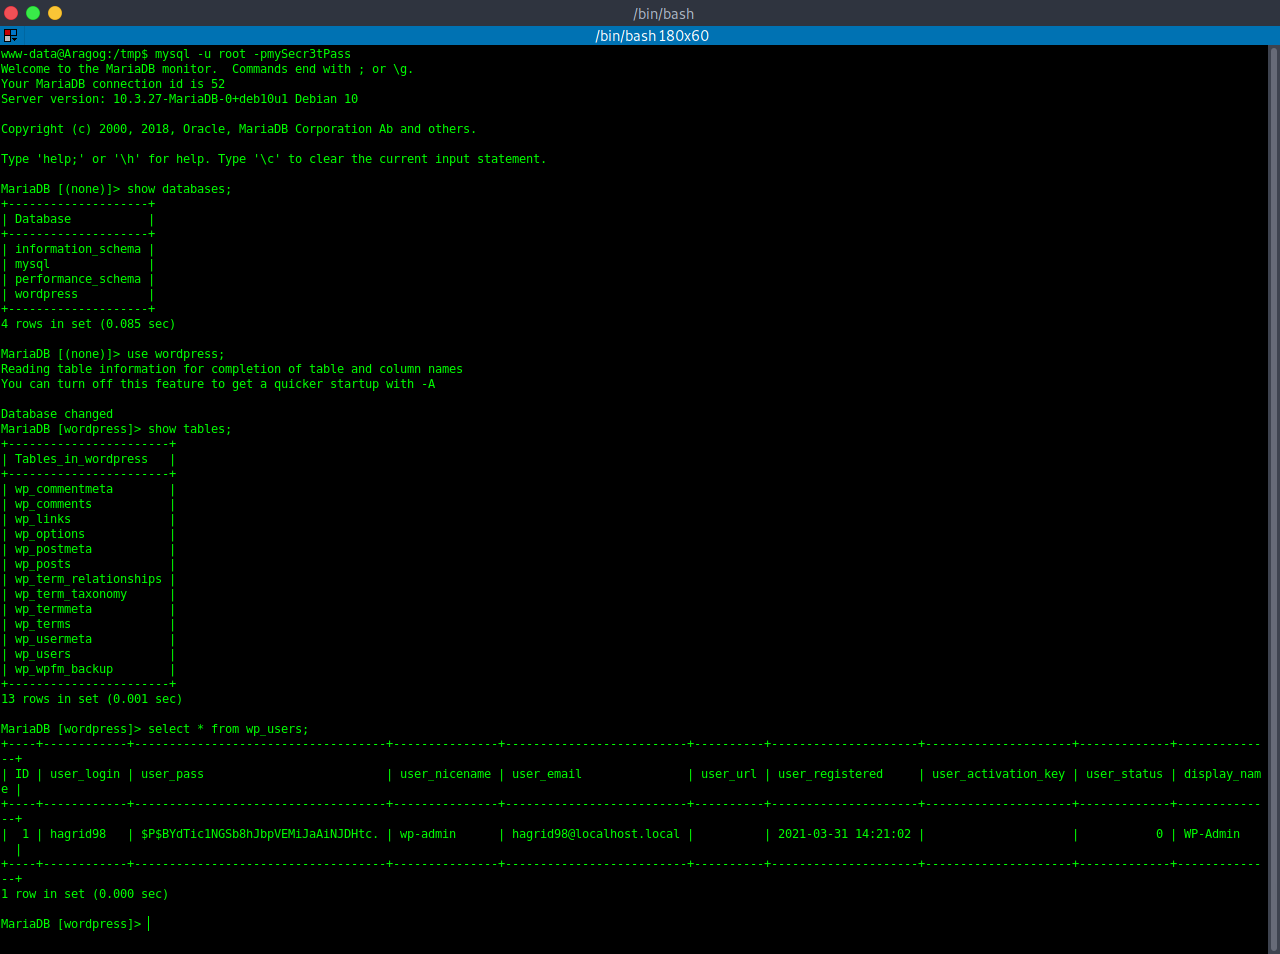 /bin/bash
/bin/bash 180x60
www-data@Aragog:/tmp$ mysql -u root -pmySecr3tPass
Welcome to the MariaDB monitor.  Commands end with ; or \g.
Your MariaDB connection id is 52
Server version: 10.3.27-MariaDB-0+deb10u1 Debian 10

Copyright (c) 2000, 2018, Oracle, MariaDB Corporation Ab and others.

Type 'help;' or '\h' for help. Type '\c' to clear the current input statement.

MariaDB [(none)]> show databases;
+--------------------+
| Database           |
+--------------------+
| information_schema |
| mysql              |
| performance_schema |
| wordpress          |
+--------------------+
4 rows in set (0.085 sec)

MariaDB [(none)]> use wordpress;
Reading table information for completion of table and column names
You can turn off this feature to get a quicker startup with -A

Database changed
MariaDB [wordpress]> show tables;
+-----------------------+
| Tables_in_wordpress   |
+-----------------------+
| wp_commentmeta        |
| wp_comments           |
| wp_links              |
| wp_options            |
| wp_postmeta           |
| wp_posts              |
| wp_term_relationships |
| wp_term_taxonomy      |
| wp_termmeta           |
| wp_terms              |
| wp_usermeta           |
| wp_users              |
| wp_wpfm_backup        |
+-----------------------+
13 rows in set (0.001 sec)

MariaDB [wordpress]> select * from wp_users;
+----+------------+------------------------------------+---------------+--------------------------+----------+---------------------+---------------------+-------------+------------
--+
| ID | user_login | user_pass                          | user_nicename | user_email               | user_url | user_registered     | user_activation_key | user_status | display_nam
e |
+----+------------+------------------------------------+---------------+--------------------------+----------+---------------------+---------------------+-------------+------------
--+
|  1 | hagrid98   | $P$BYdTic1NGSb8hJbpVEMiJaAiNJDHtc. | wp-admin      | hagrid98@localhost.local |          | 2021-03-31 14:21:02 |                     |           0 | WP-Admin
  |
+----+------------+------------------------------------+---------------+--------------------------+----------+---------------------+---------------------+-------------+------------
--+
1 row in set (0.000 sec)

MariaDB [wordpress]>